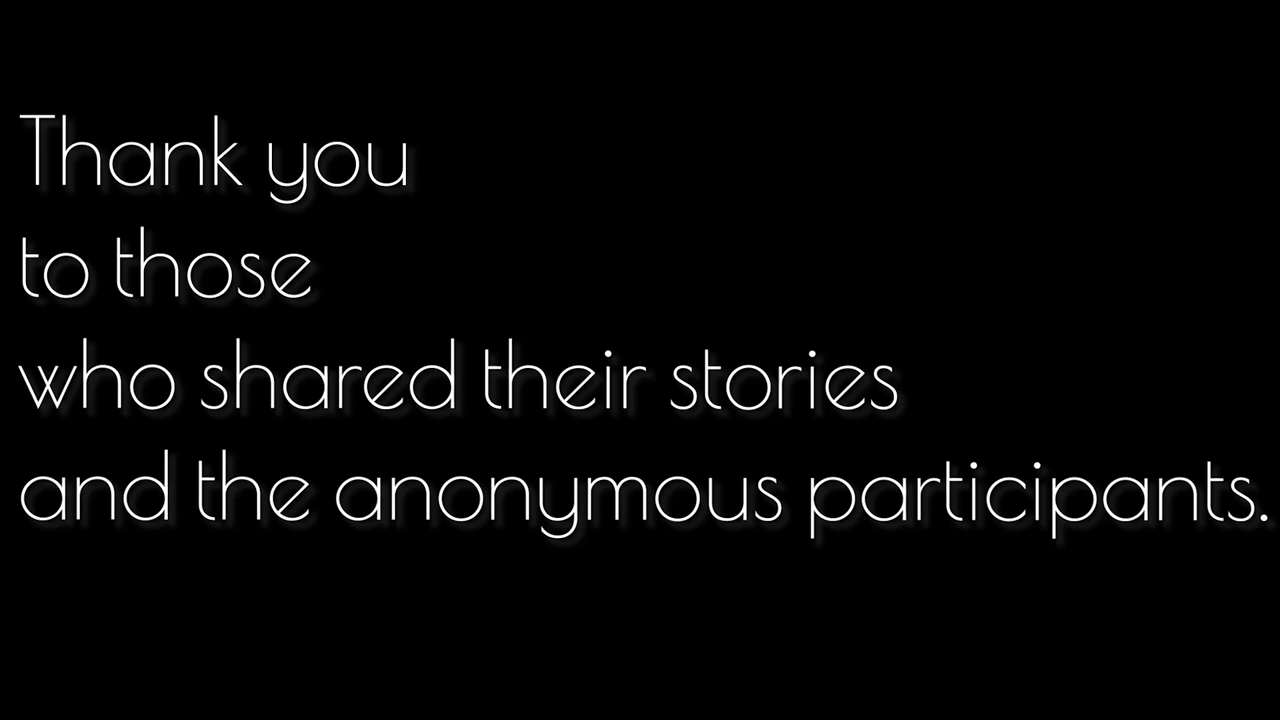 Thank you
to those
who shared their stories
and the anonymous participants.